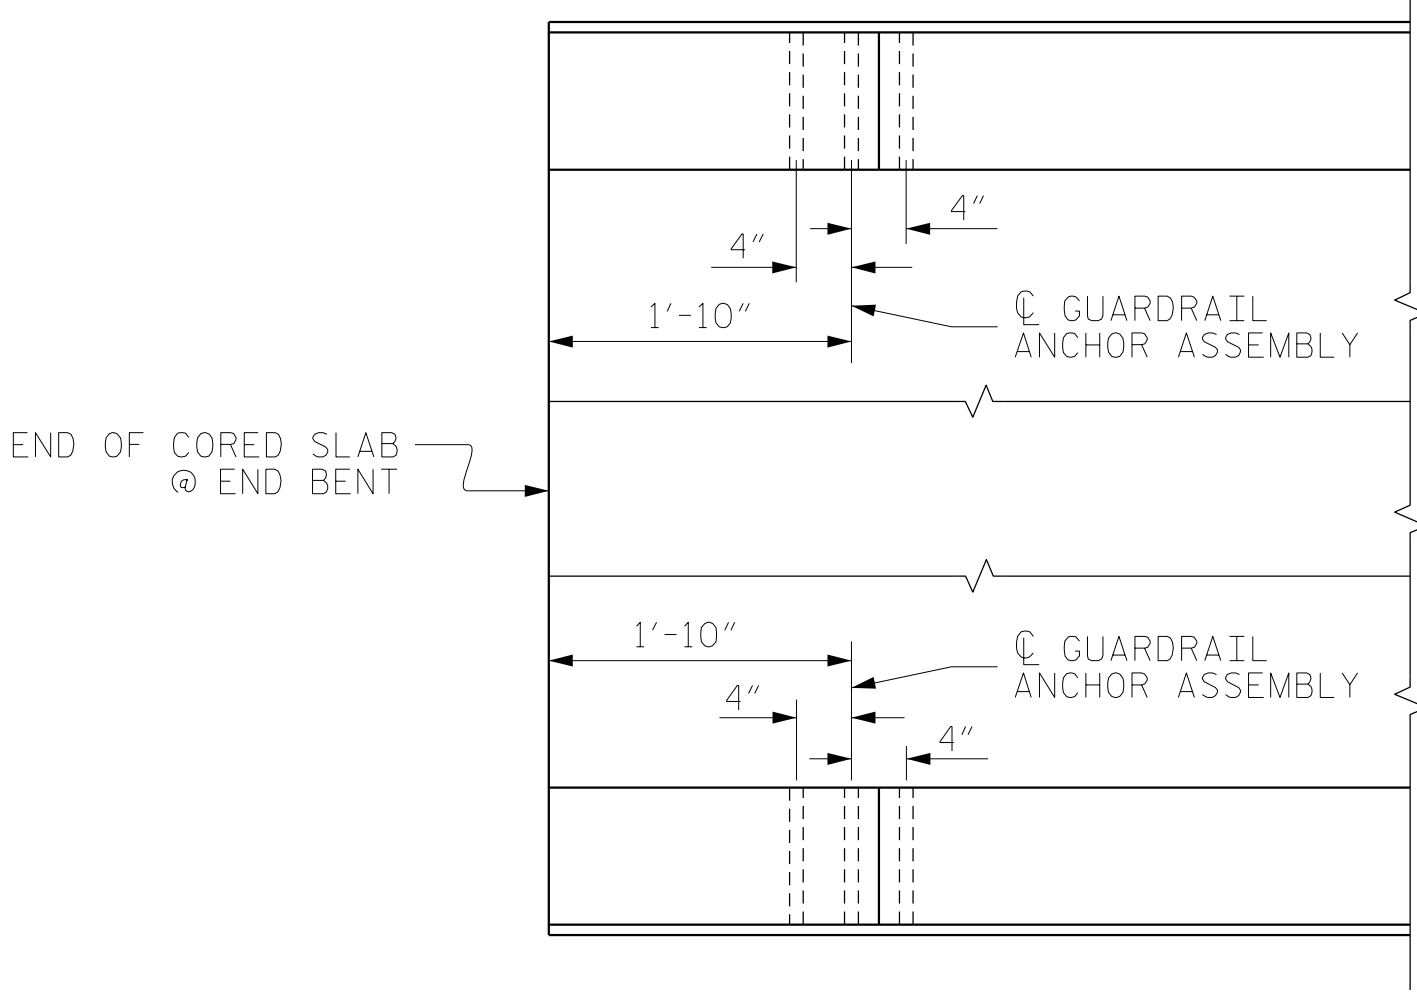 4"
4"
1'-10"
℄ GUARDRAIL
ANCHOR ASSEMBLY
END OF CORED SLAB
@ END BENT
1'-10"
℄ GUARDRAIL
ANCHOR ASSEMBLY
4"
4"